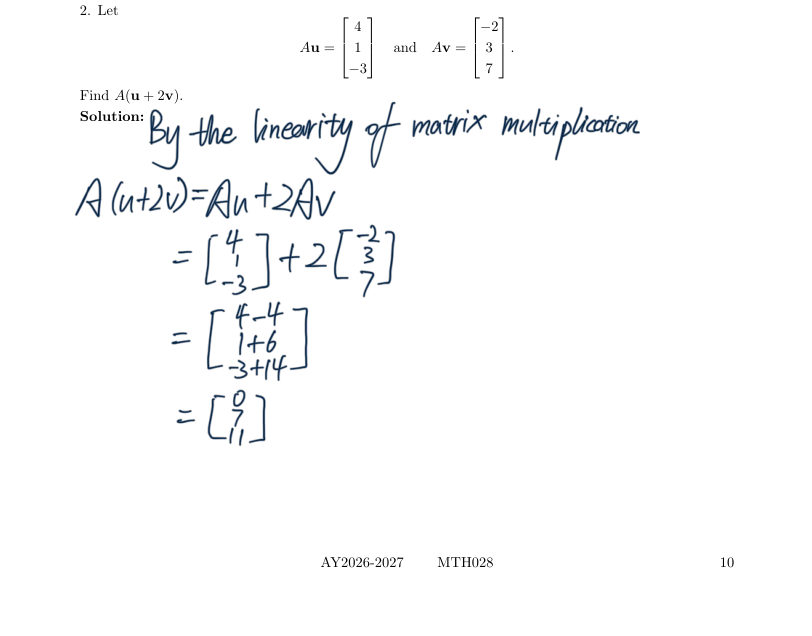 2. Let
Au = [4 1 -3] and Av = [-2 3 7].
Find A(u + 2v).
Solution: By the linearity of matrix multiplication
A(u+2v)=Au+2Av
= [4 1 -3] + 2 [-2 3 7]
= [4-4 1+6 -3+14]
= [0 7 11]
AY2026-2027 MTH028 10